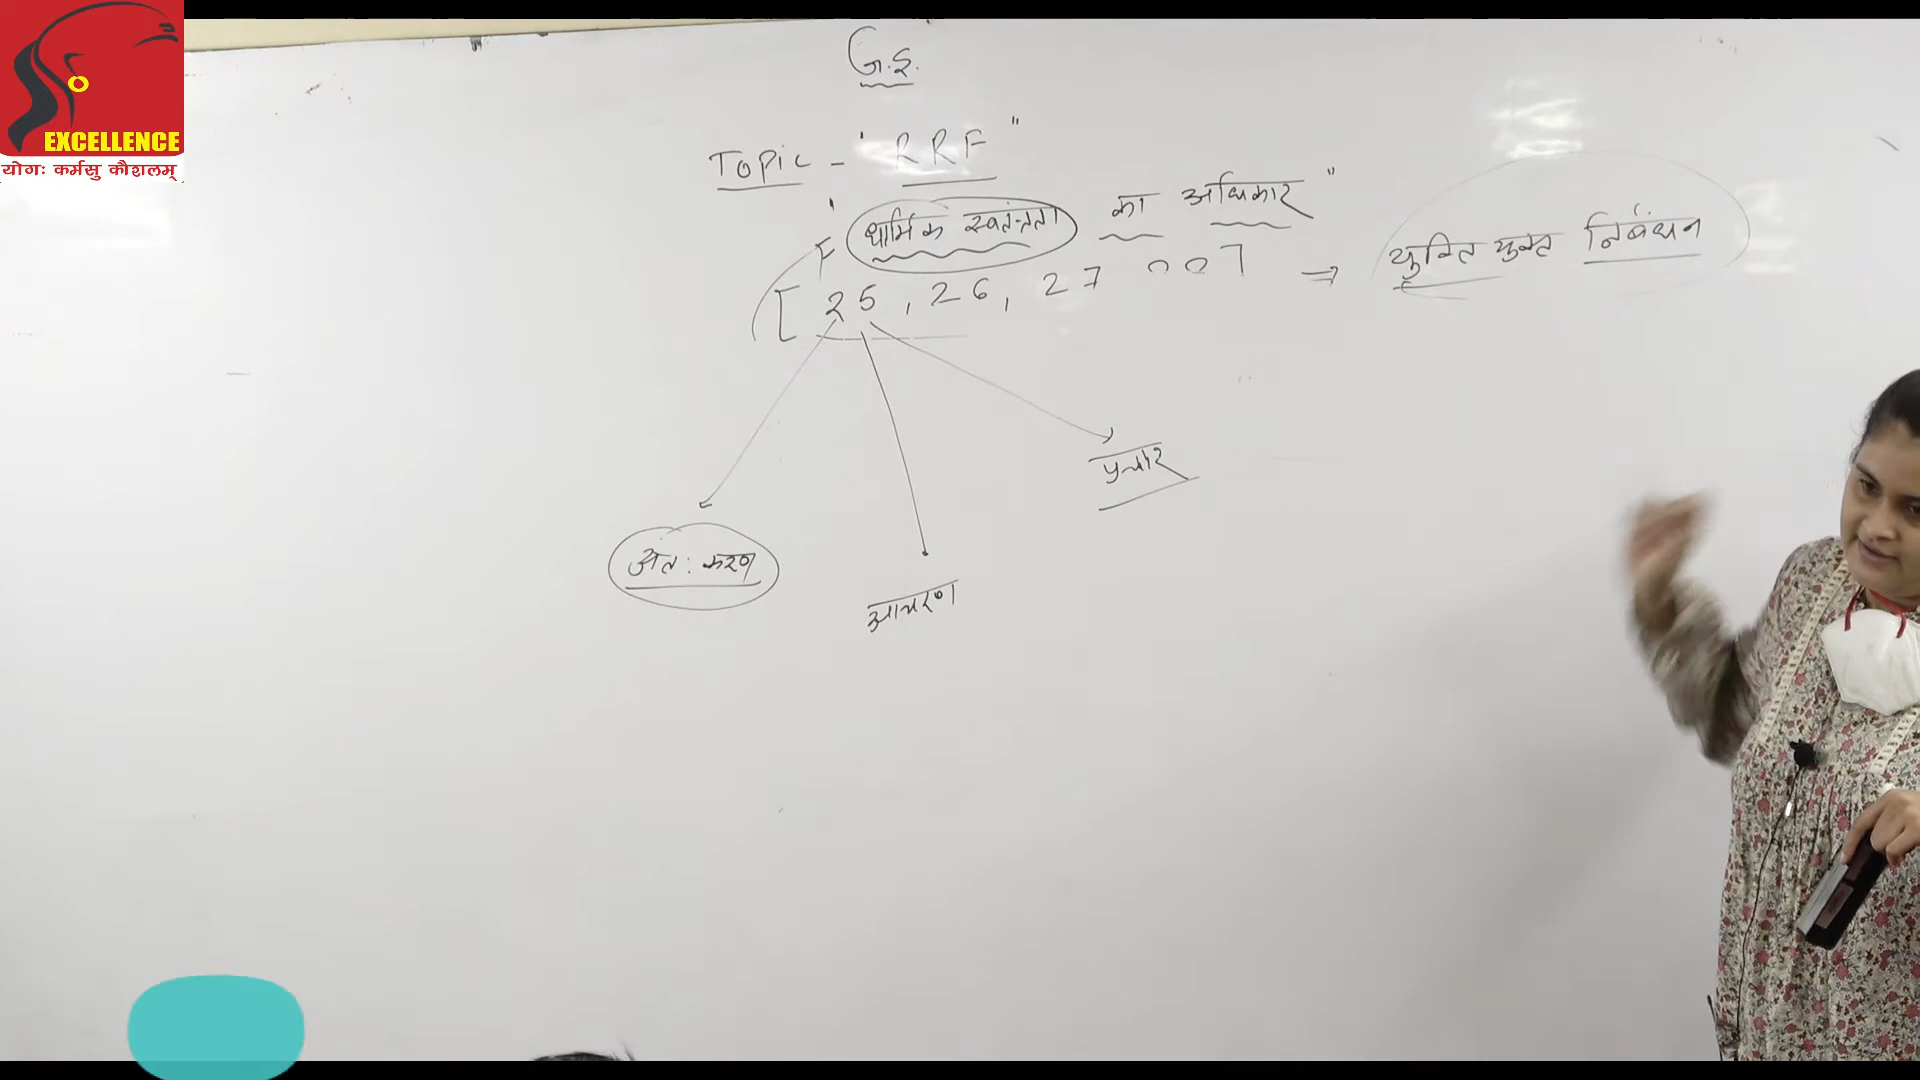 EXCELLENCE
योगः कर्मसु कौशलम्
G.S.
Topic - "RRF"
"धार्मिक स्वतंत्रता का अधिकार"
[ 25, 26, 27
⇒ युक्ति युक्त निर्बंधन
प्रचार
अंत:करण
आचरण